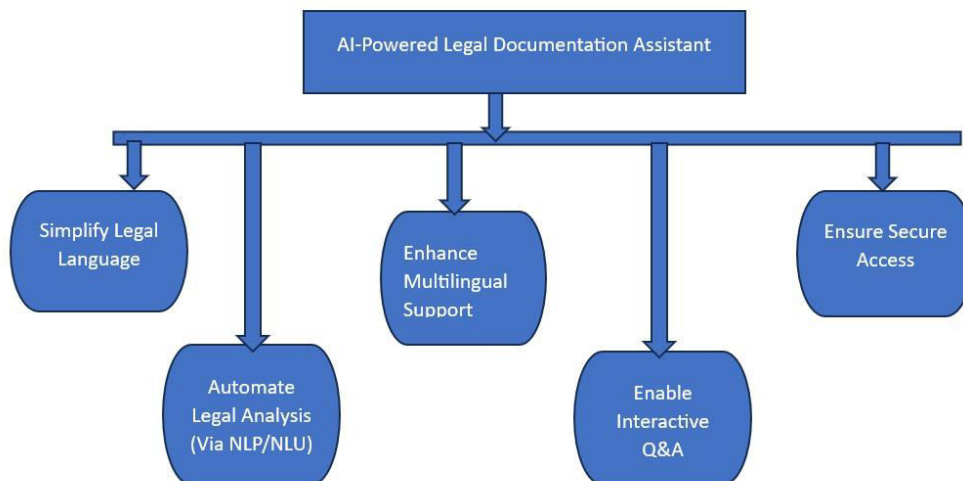 AI-Powered Legal Documentation Assistant
Simplify Legal
Language
Enhance
Multilingual
Support
Ensure Secure
Access
Automate
Legal Analysis
(Via NLP/NLU)
Enable
Interactive
Q&A